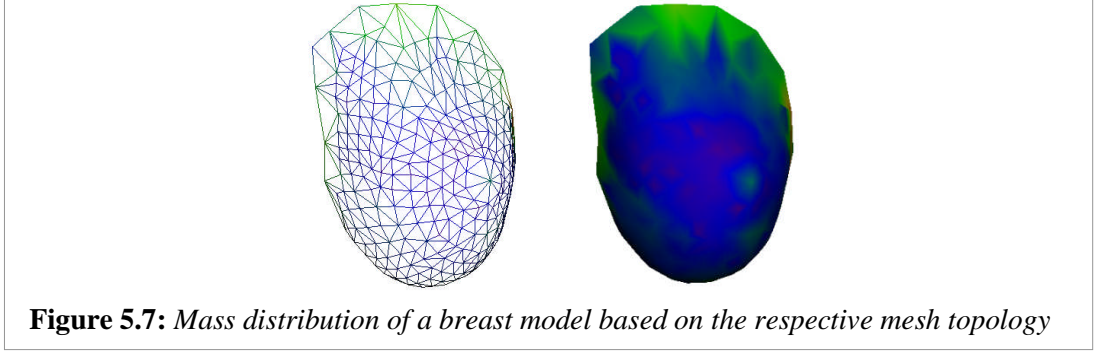 Figure 5.7: Mass distribution of a breast model based on the respective mesh topology